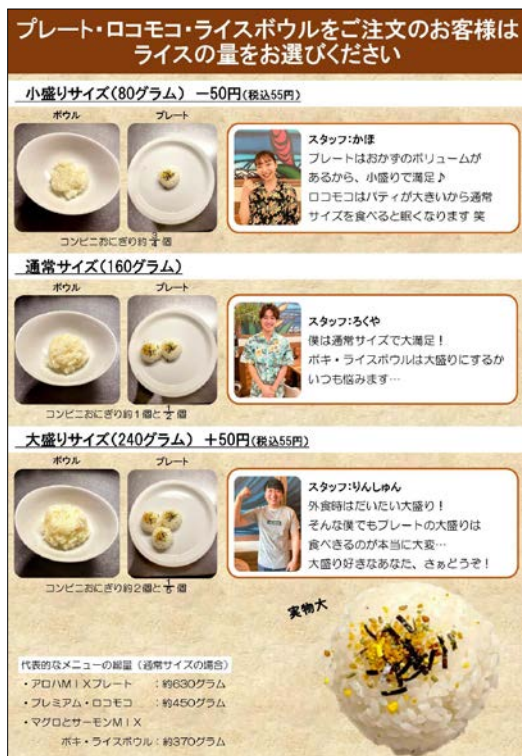 プレート・ロコモコ・ライスボウルをご注文のお客様は
ライスの量をお選びください
小盛りサイズ(80グラム) −50円(税込55円)
ボウル プレート
コンビニおにぎり約 個
スタッフ:かほ
プレートはおかずのボリュームが
あるから、小盛りで満足♪
ロコモコはパティが大きいから通常
サイズを食べると眠くなります 笑
通常サイズ(160グラム)
ボウル プレート
コンビニおにぎり約1個と1/2個
スタッフ:ろくや
僕は通常サイズで大満足!
ポキ・ライスボウルは大盛りにするか
いつも悩みます…
大盛りサイズ(240グラム) +50円(税込55円)
ボウル プレート
コンビニおにぎり約2個と 個
スタッフ:りんしゅん
外食時はだいたい大盛り!
そんな僕でもプレートの大盛りは
食べきるのが本当に大変…
大盛り好きなあなた、さぁどうぞ!
実物大
代表的なメニューの総量(通常サイズの場合)
・アロハMIXプレート :約630グラム
・プレミアム・ロコモコ :約450グラム
・マグロとサーモンMIX
ポキ・ライスボウル:約370グラム